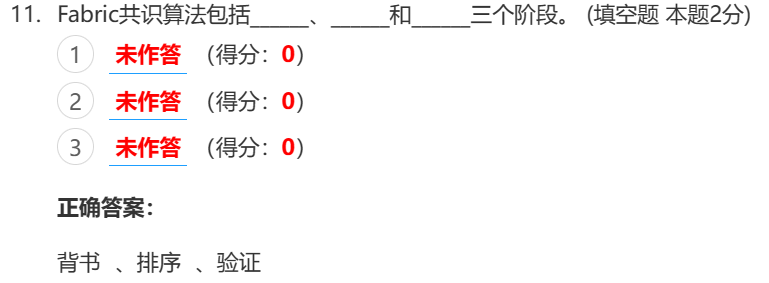 11. Fabric共识算法包括______、______和______三个阶段。 (填空题 本题2分)
1 未作答 (得分：0)
2 未作答 (得分：0)
3 未作答 (得分：0)
正确答案：
背书 、排序 、验证